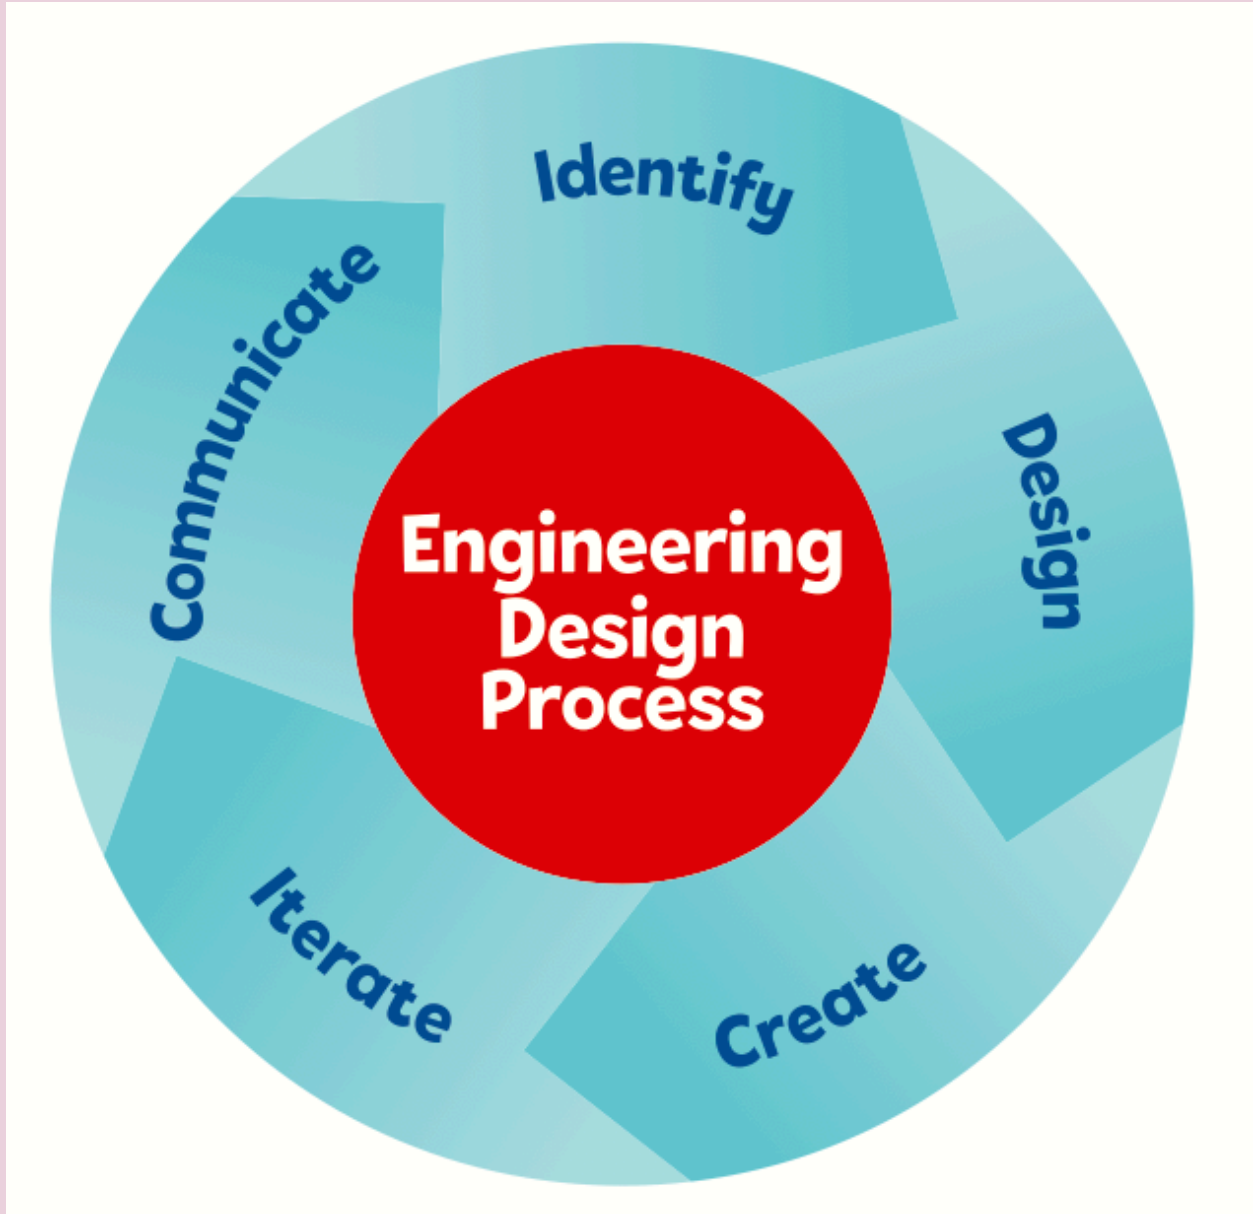 Engineering
Design
Process
Identify
Design
Create
Iterate
Communicate